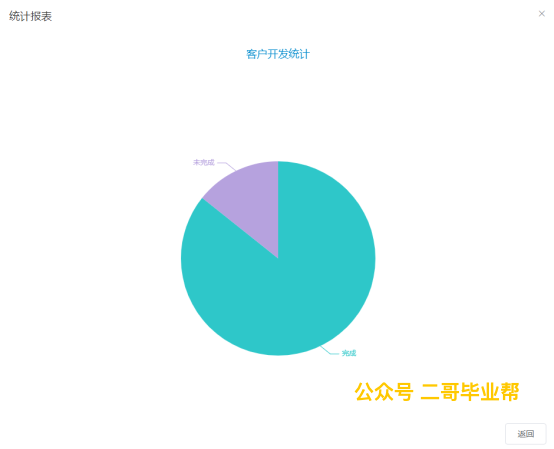 统计报表
×
客户开发统计
未完成
完成
公众号 二哥毕业帮
返回